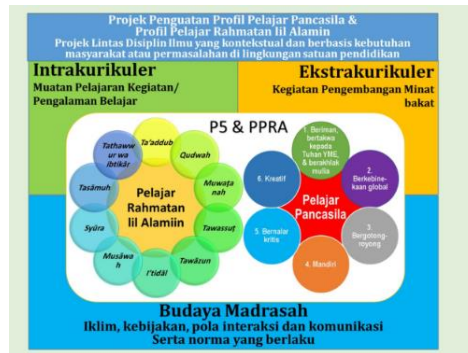 Projek Penguatan Profil Pelajar Pancasila &
Profil Pelajar Rahmatan lil Alamin
Projek Lintas Disiplin Ilmu yang kontekstual dan berbasis kebutuhan
masyarakat atau permasalahan di lingkungan satuan pendidikan
Intrakurikuler
Muatan Pelajaran Kegiatan/
Pengalaman Belajar
Ekstrakurikuler
Kegiatan Pengembangan Minat
bakat
P5 & PPRA
Ta'addub
Qudwah
Muwaṭa
nah
Tawassuṭ
Tawāzun
I'tidāl
Musāwa
h
Syūra
Tasāmuh
Tathaww
ur wa
ibtikār
Pelajar
Rahmatan
lil Alamiin
1. Beriman,
bertakwa
kepada
Tuhan YME,
& berakhlak
mulia
2.
Berkebine-
kaan global
3.
Bergotong-
royong
4. Mandiri
5. Bernalar
kritis
6. Kreatif
Pelajar
Pancasila
Budaya Madrasah
Iklim, kebijakan, pola interaksi dan komunikasi
Serta norma yang berlaku